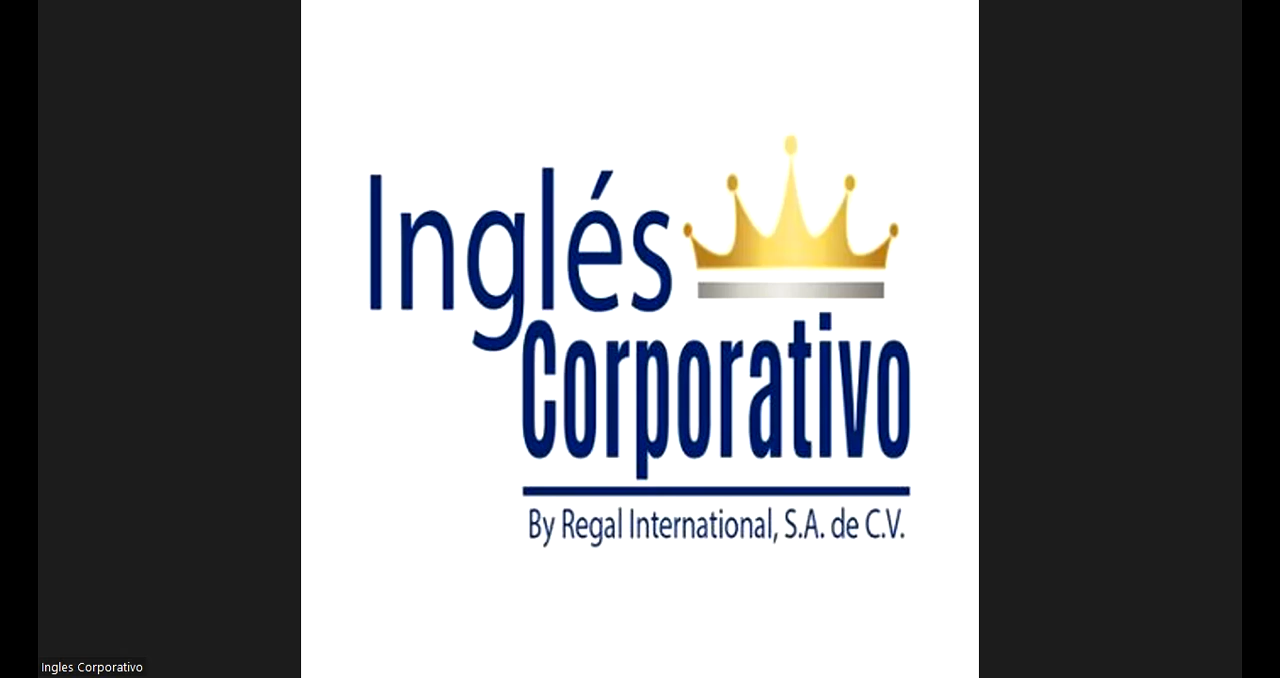 Inglés
Corporativo
By Regal International, S.A. de C.V.
Ingles Corporativo